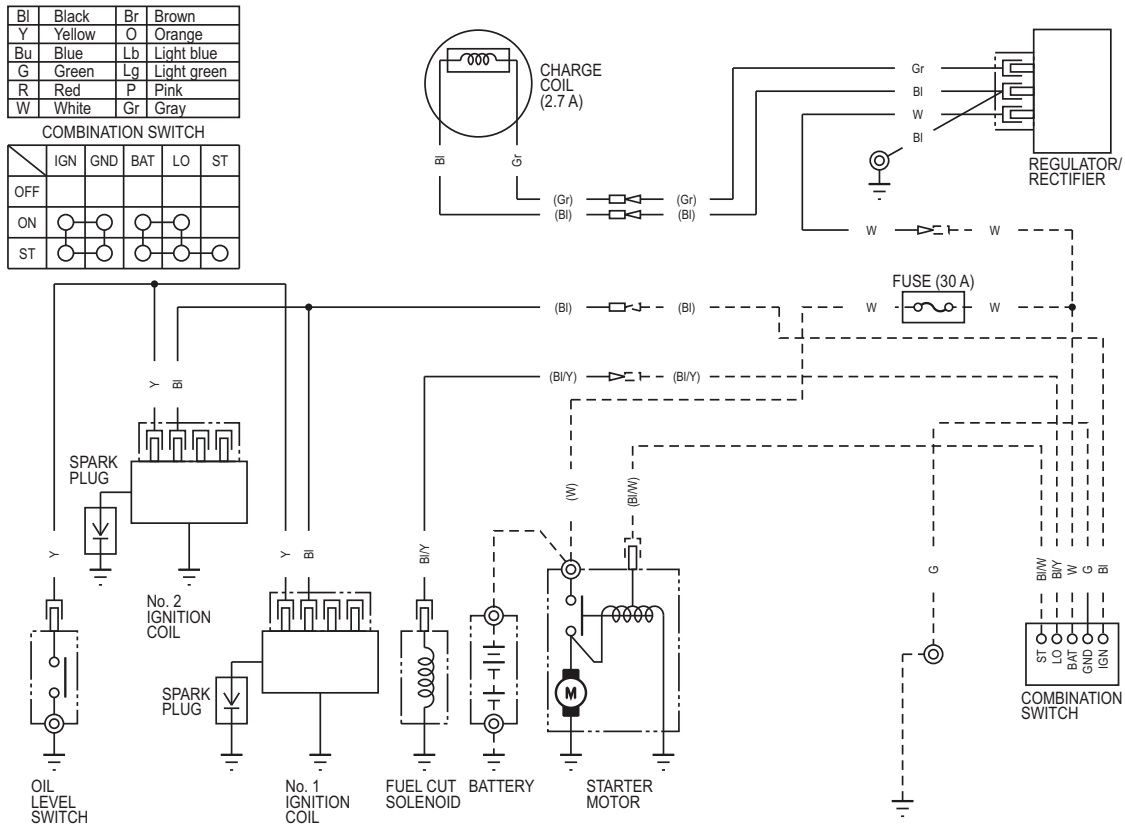 Bl Black Br Brown
Y Yellow O Orange
Bu Blue Lb Light blue
G Green Lg Light green
R Red P Pink
W White Gr Gray
COMBINATION SWITCH
IGN GND BAT LO ST
OFF
ON
ST
CHARGE
COIL
(2.7 A)
Bl
Gr
(Gr) (Gr)
(Bl) (Bl)
Gr
Bl
W
Bl
REGULATOR/
RECTIFIER
W W
FUSE (30 A)
W W
(Bl) (Bl)
(Bl/Y) (Bl/Y)
Y
Bl
SPARK
PLUG
No. 2
IGNITION
COIL
Y
OIL
LEVEL
SWITCH
Y
Bl
SPARK
PLUG
No. 1
IGNITION
COIL
Bl/Y
FUEL CUT
SOLENOID
BATTERY
(W)
(Bl/W)
M
STARTER
MOTOR
G
Bl/W
Bl/Y
W
G
Bl
ST
LO
BAT
GND
IGN
COMBINATION
SWITCH